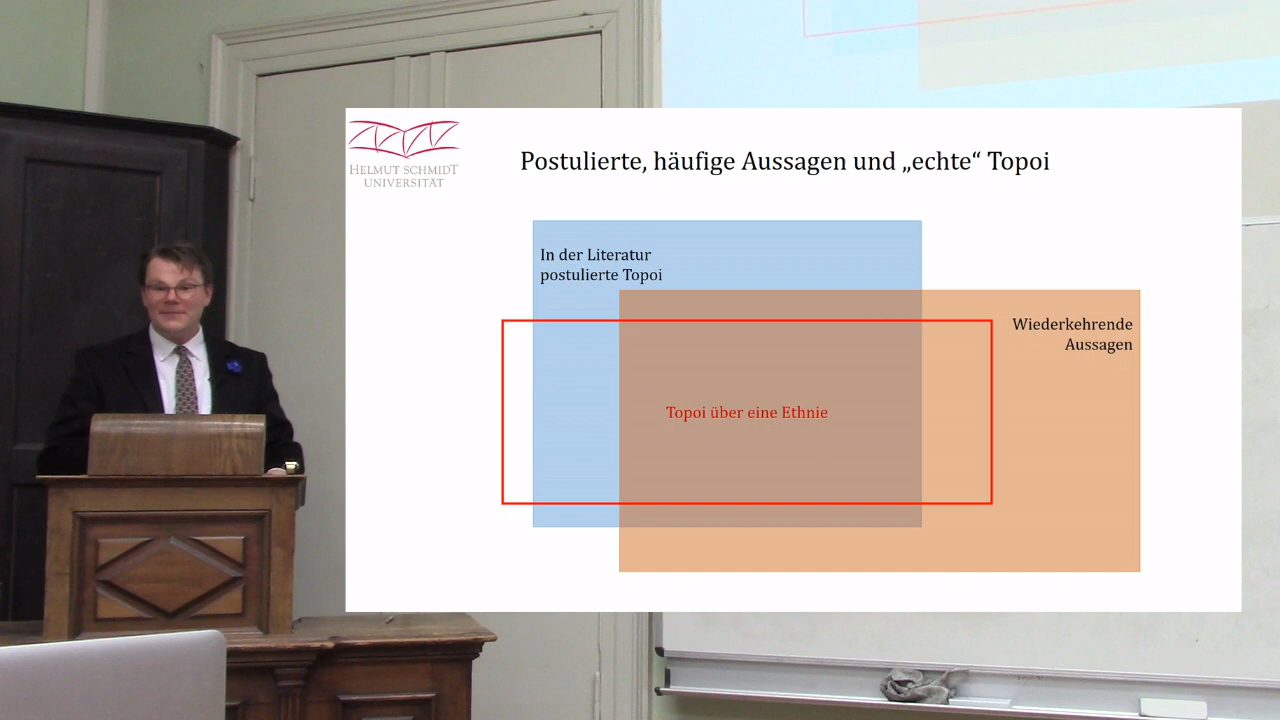 HELMUT SCHMIDT
UNIVERSITÄT
Postulierte, häufige Aussagen und „echte“ Topoi
In der Literatur
postulierte Topoi
Wiederkehrende
Aussagen
Topoi über eine Ethnie